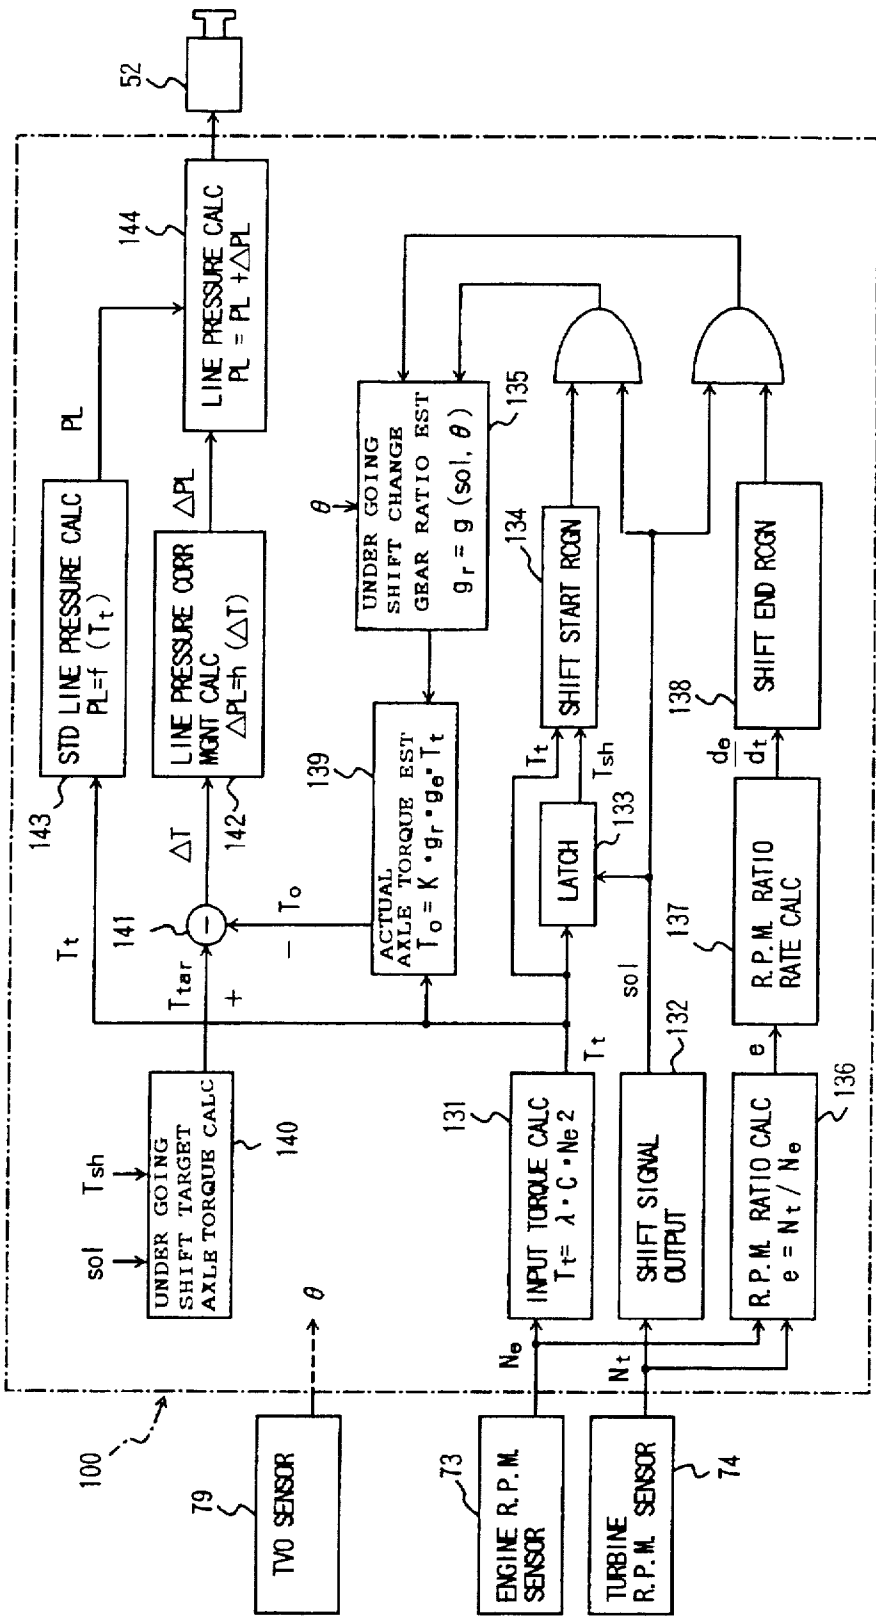 100
79
TVO SENSOR
θ
73
ENGINE R.P.M.
SENSOR
74
TURBINE
R.P.M. SENSOR
Ne
Nt
sol
Tsh
UNDER GOING
SHIFT TARGET
AXLE TORQUE CALC
140
Ttar
+
141
−
−
To
ΔT
Tt
143
STD LINE PRESSURE CALC
PL=f (Tt)
PL
142
LINE PRESSURE CORR
MGNT CALC
ΔPL=h (ΔT)
ΔPL
144
LINE PRESSURE CALC
PL = PL +ΔPL
52
139
ACTUAL
AXLE TORQUE EST
To = K • gr • ge • Tt
θ
UNDER GOING
SHIFT CHANGE
GEAR RATIO EST
gr = g (sol, θ)
135
131
INPUT TORQUE CALC
Tt= λ • C • Ne2
Tt
LATCH
133
Tt
Tsh
134
SHIFT START RCGN
SHIFT SIGNAL
OUTPUT
132
sol
R.P.M. RATIO CALC
e = Nt / Ne
136
e
137
R.P.M. RATIO
RATE CALC
de
dt
138
SHIFT END RCGN